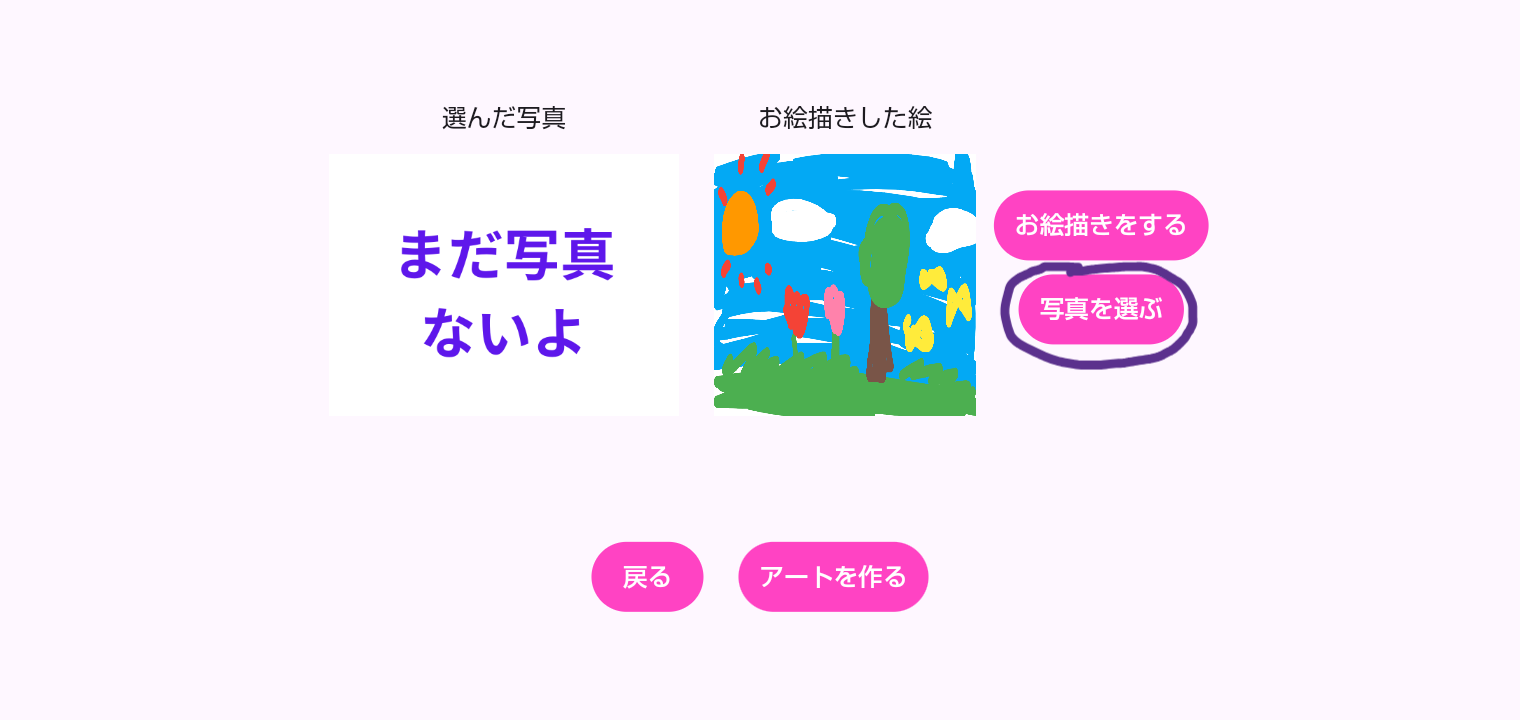 選んだ写真
お絵描きした絵
まだ写真
ないよ
お絵描きをする
写真を選ぶ
戻る
アートを作る